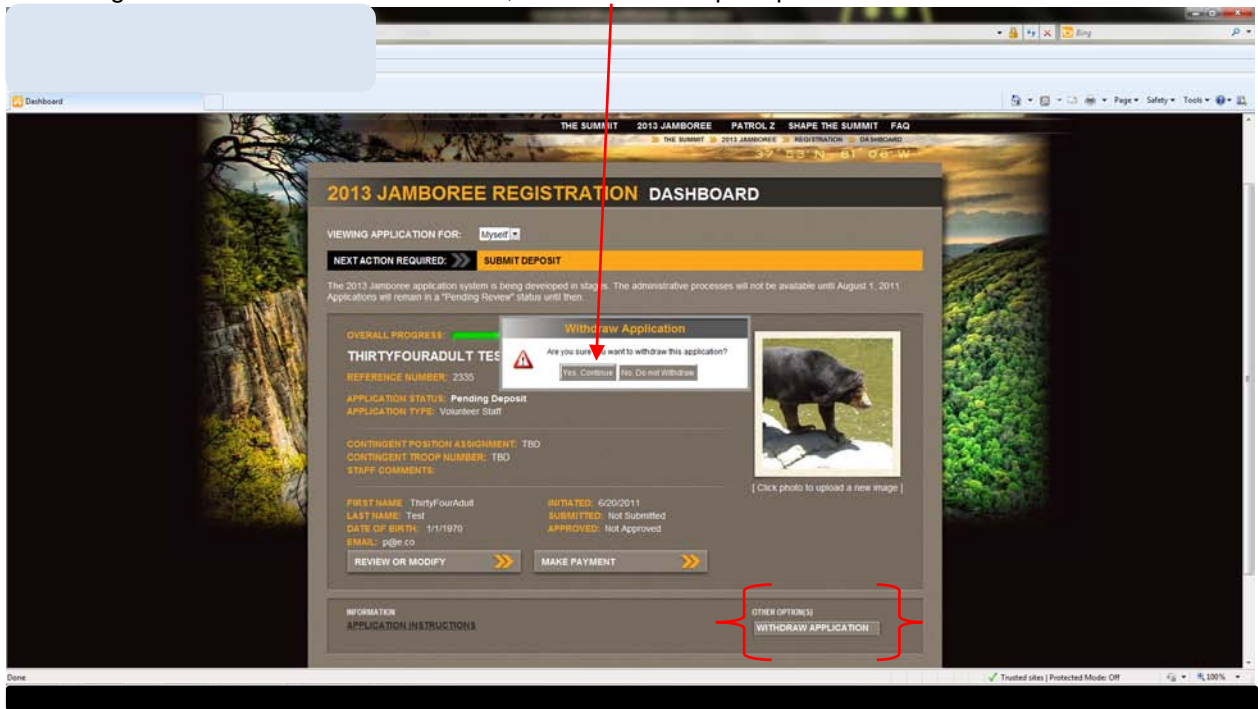 Bing
Dashboard
Page Safety Tools
THE SUMMIT 2013 JAMBOREE PATROL Z SHAPE THE SUMMIT FAQ
THE SUMMIT 2013 JAMBOREE REGISTRATION DASHBOARD
2013 JAMBOREE REGISTRATION DASHBOARD
VIEWING APPLICATION FOR: Myself
NEXT ACTION REQUIRED: SUBMIT DEPOSIT
The 2013 Jamboree application system is being developed in stages. The administrative processes will not be available until August 1, 2011.
Applications will remain in a "Pending Review" status until then.
OVERALL PROGRESS:
Withdraw Application
Are you sure you want to withdraw this application?
Yes, Continue No, Do not Withdraw
THIRTYFOURADULT TES
REFERENCE NUMBER: 2335
APPLICATION STATUS: Pending Deposit
APPLICATION TYPE: Volunteer Staff
CONTINGENT POSITION ASSIGNMENT: TBD
CONTINGENT TROOP NUMBER: TBD
STAFF COMMENTS:
[ Click photo to upload a new image ]
FIRST NAME: ThirtyFourAdult INITIATED: 6/20/2011
LAST NAME: Test SUBMITTED: Not Submitted
DATE OF BIRTH: 1/1/1970 APPROVED: Not Approved
EMAIL: p@e.co
REVIEW OR MODIFY MAKE PAYMENT
INFORMATION OTHER OPTION(S)
APPLICATION INSTRUCTIONS WITHDRAW APPLICATION
Done Trusted sites | Protected Mode: Off 100%